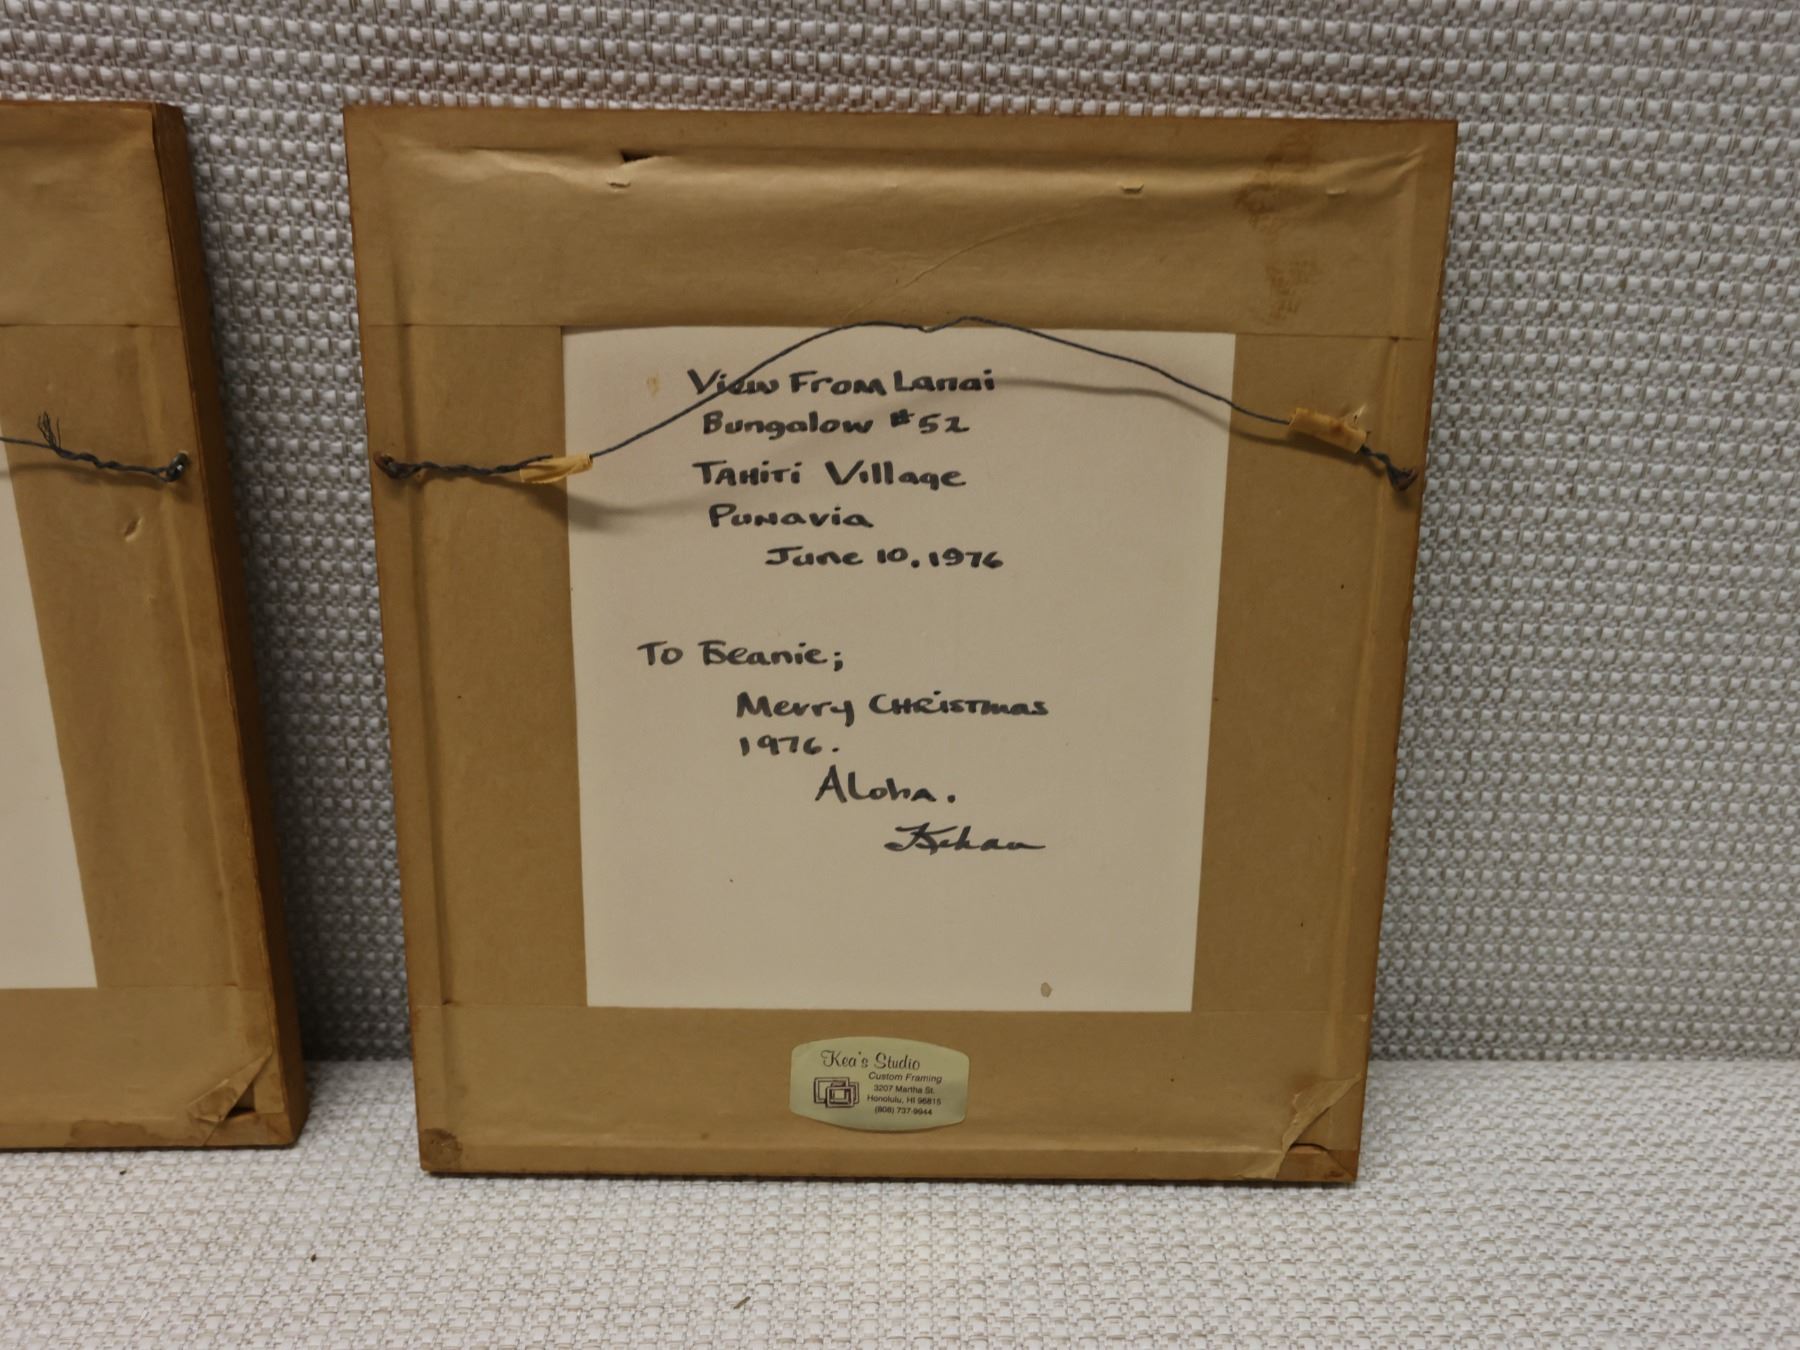 View From Lanai
Bungalow #52
TAHITI Village
Punavia
June 10, 1976
To Beanie;
Merry CHRISTmas
1976.
Aloha.
Kea's Studio
Custom Framing
3207 Martha St.
Honolulu, HI 96815
(808) 737-9944